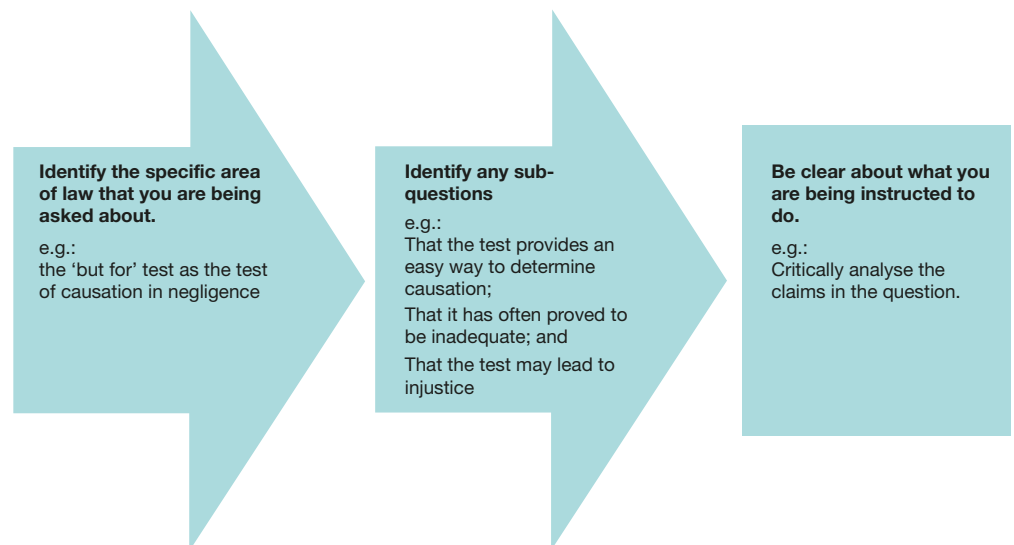 Identify the specific area
of law that you are being
asked about.
e.g.:
the ‘but for’ test as the test
of causation in negligence
Identify any sub-
questions
e.g.:
That the test provides an
easy way to determine
causation;
That it has often proved to
be inadequate; and
That the test may lead to
injustice
Be clear about what you
are being instructed to
do.
e.g.:
Critically analyse the
claims in the question.